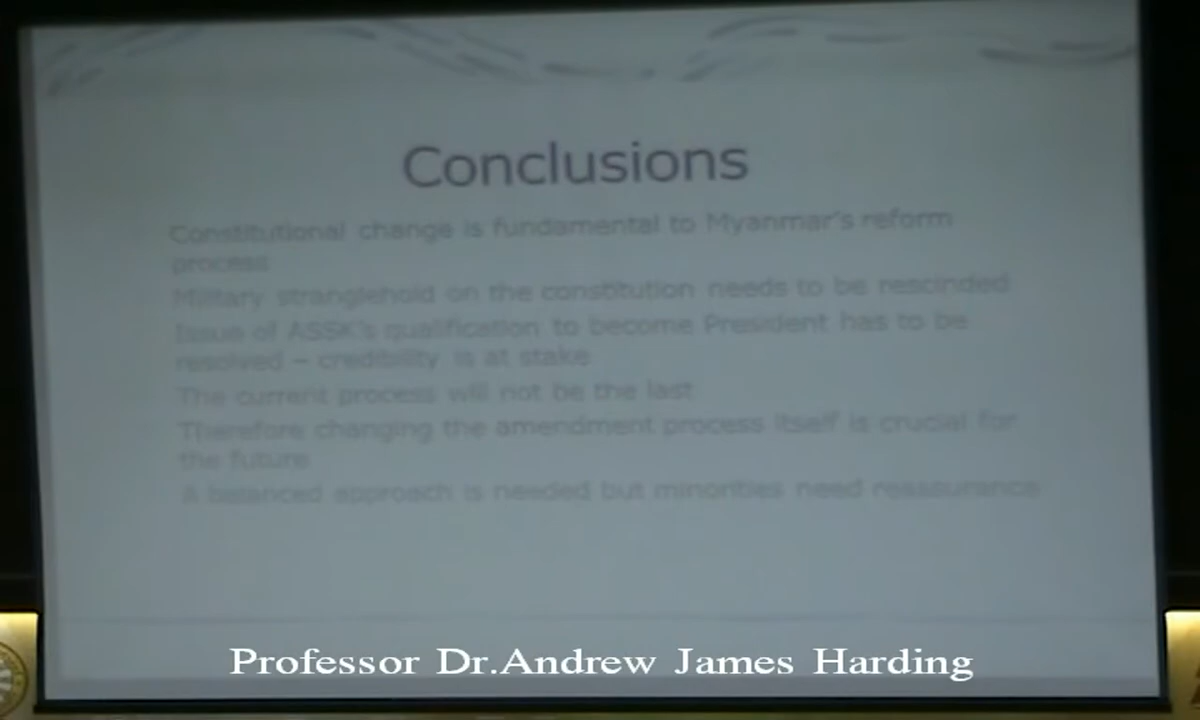 Conclusions
Constitutional change is fundamental to Myanmar's reform
process
Military stranglehold on the constitution needs to be rescinded
Issue of ASSK's qualification to become President has to be
resolved – credibility is at stake
The current process will not be the last
Therefore changing the amendment process itself is crucial for
the future
A balanced approach is needed but minorities need reassurance
Professor Dr.Andrew James Harding